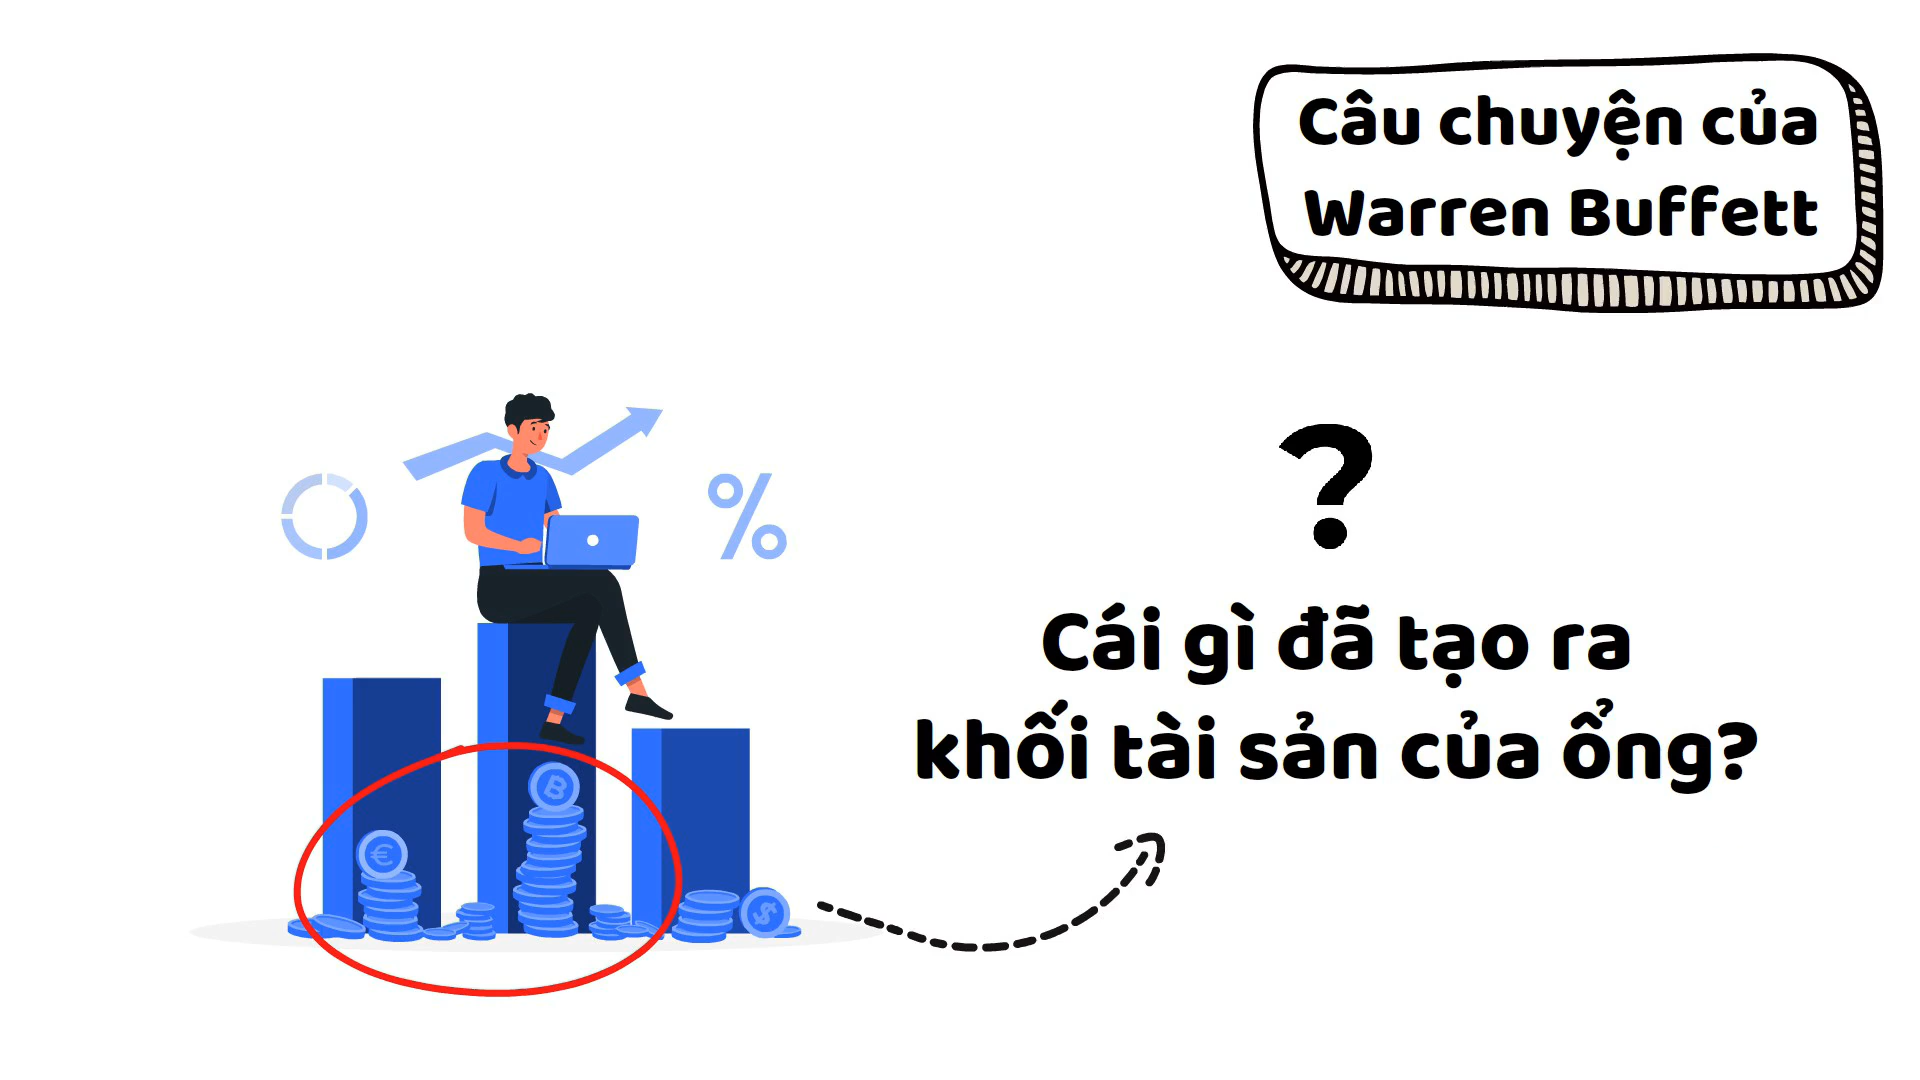 Câu chuyện của
Warren Buffett
?
Cái gì đã tạo ra
khối tài sản của ổng?
%
B
€
$